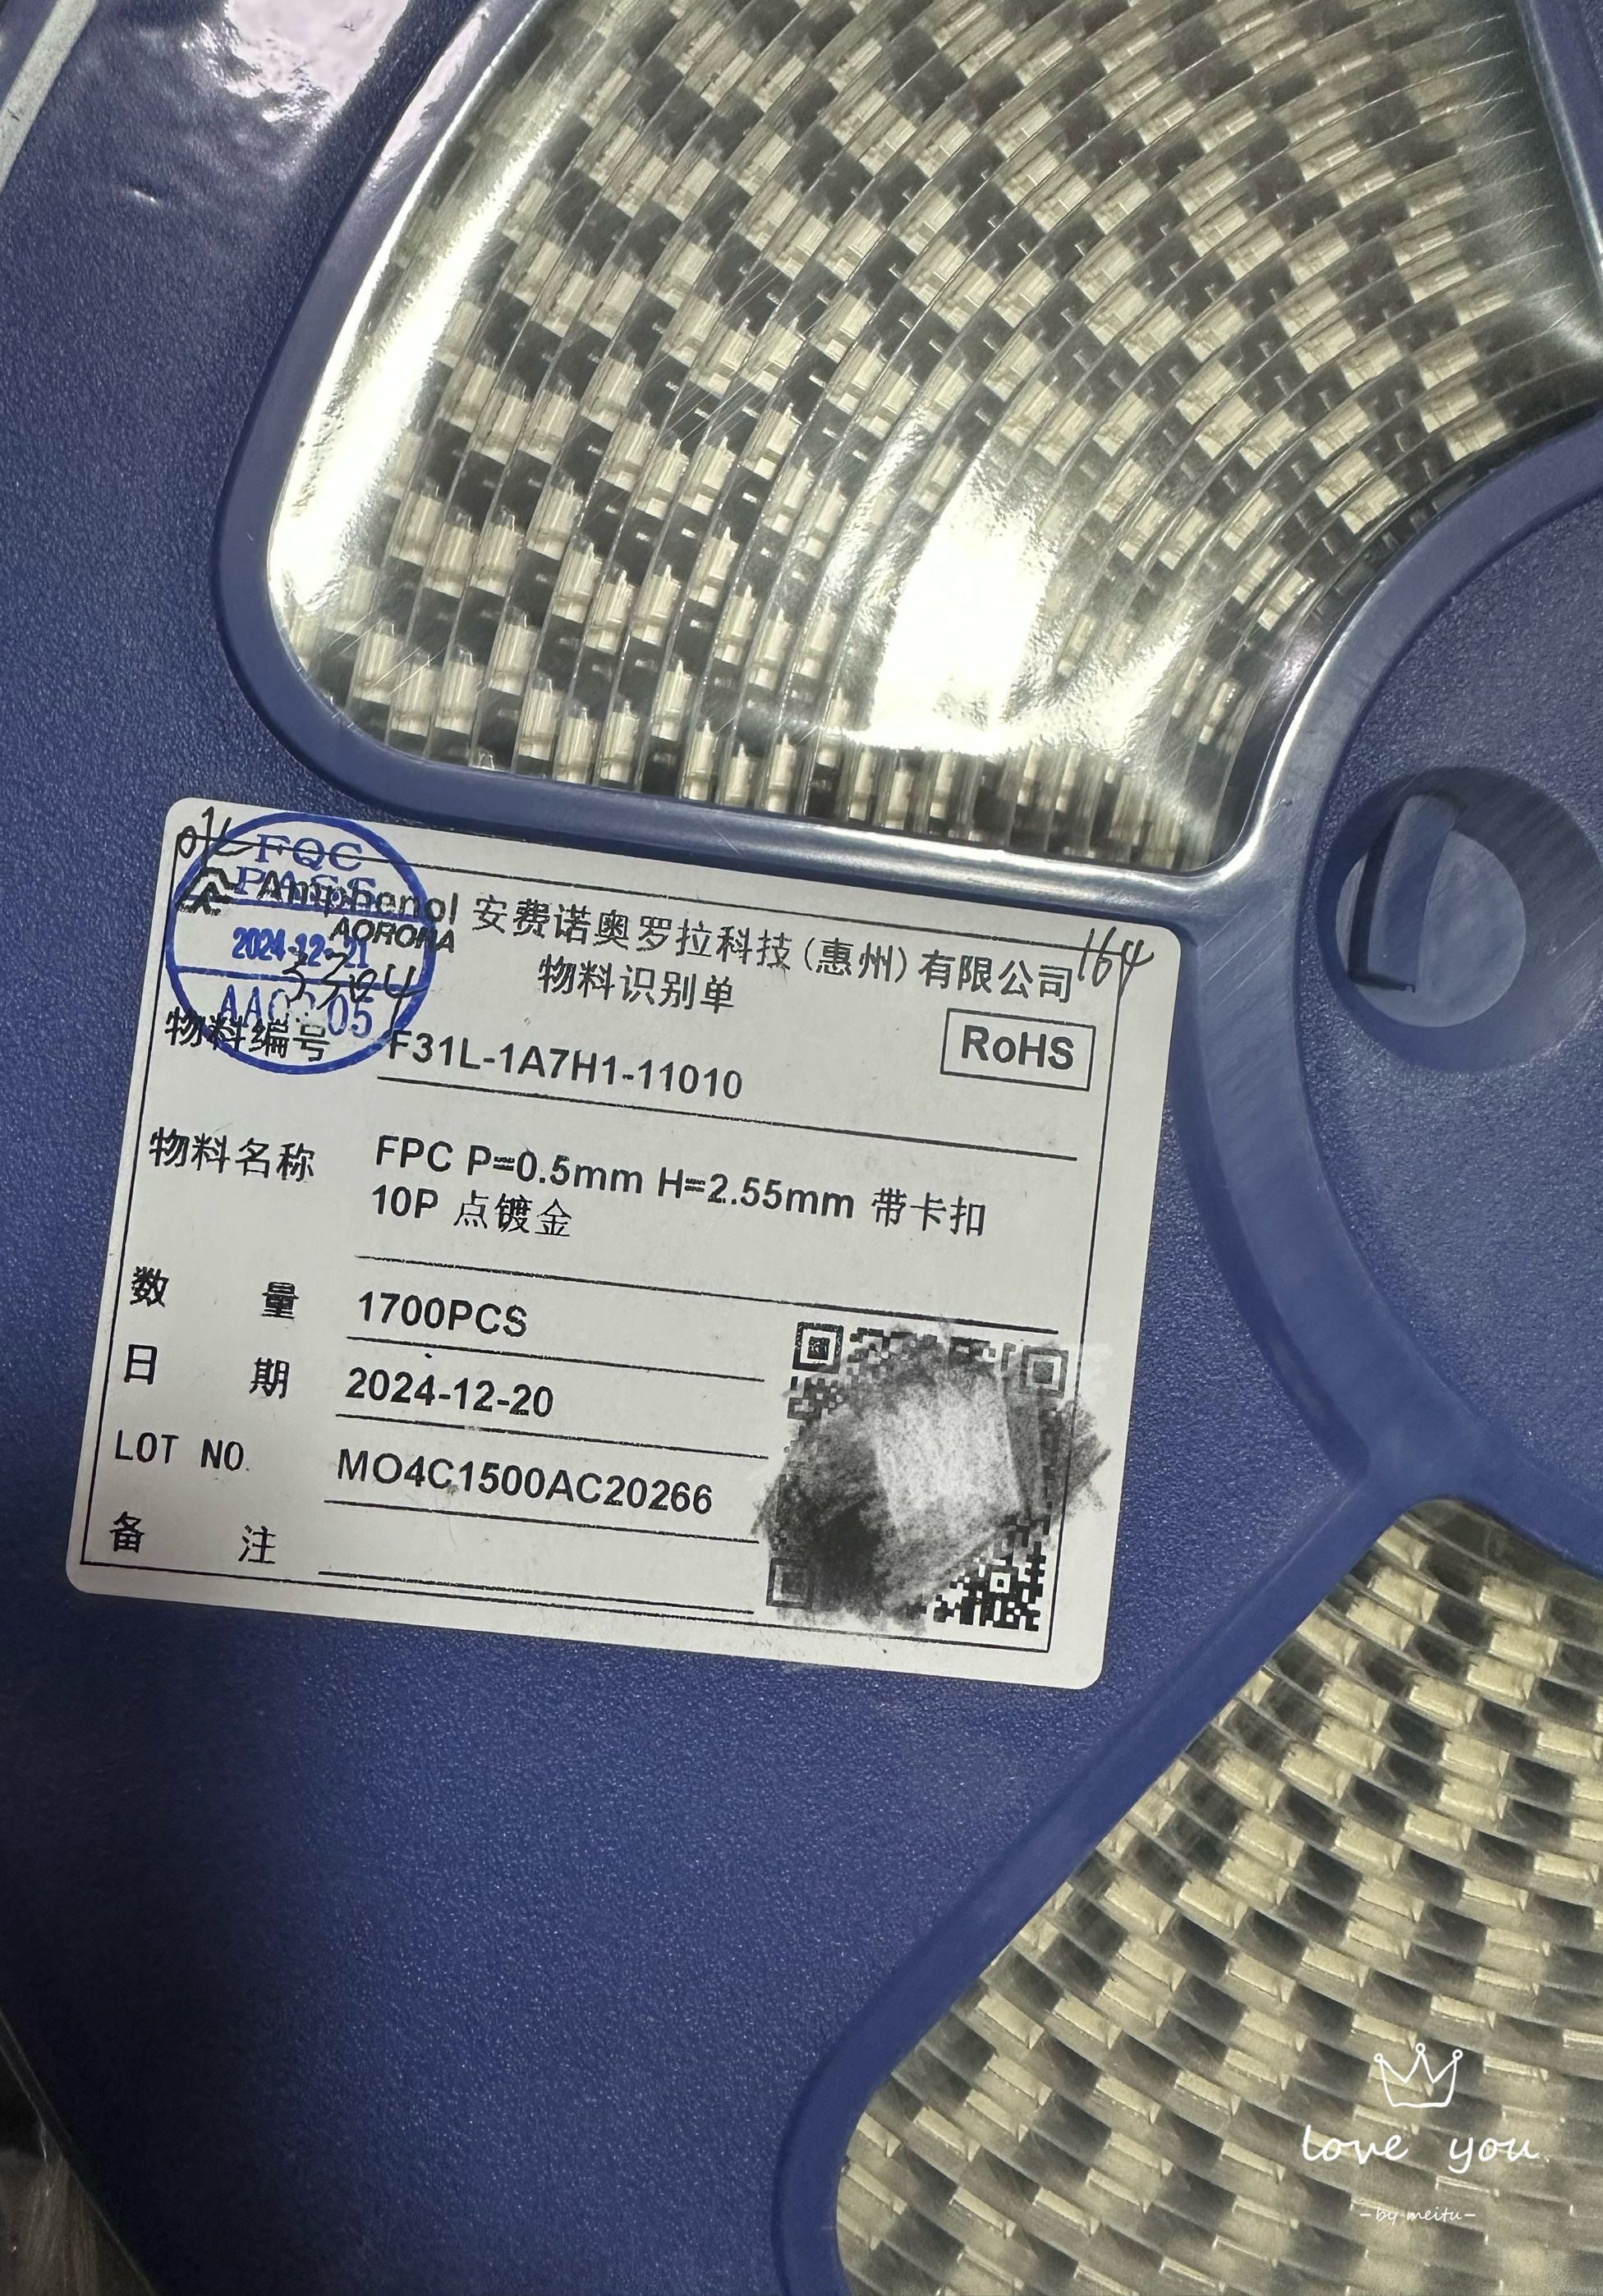 FQC
PASS
Amphenol 安费诺奥罗拉科技(惠州)有限公司
AORORA
164
2024-12-21
物料识别单
物料编号 F31L-1A7H1-11010
RoHS
物料名称 FPC P=0.5mm H=2.55mm 带卡扣
10P 点镀金
数 量 1700PCS
日 期 2024-12-20
LOT NO. MO4C1500AC20266
备 注
love you
-by meitu-